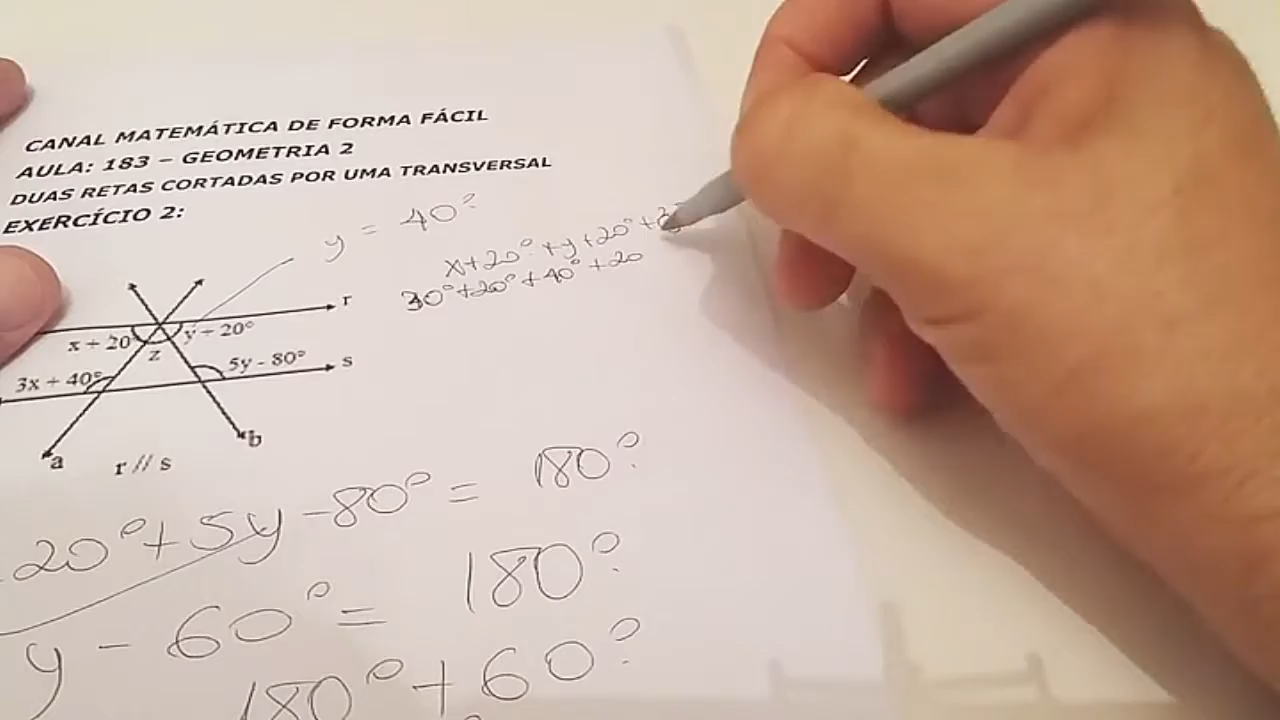 CANAL MATEMÁTICA DE FORMA FÁCIL
AULA: 183 – GEOMETRIA 2
DUAS RETAS CORTADAS POR UMA TRANSVERSAL
EXERCÍCIO 2:
y = 40°
x+20°+y+20°+
30°+20°+40°+20
r
x + 20
y + 20°
z
5y - 80°
s
3x + 40°
b
a
r // s
20°+5y-80° = 180°
y - 60° = 180°
180°+60°